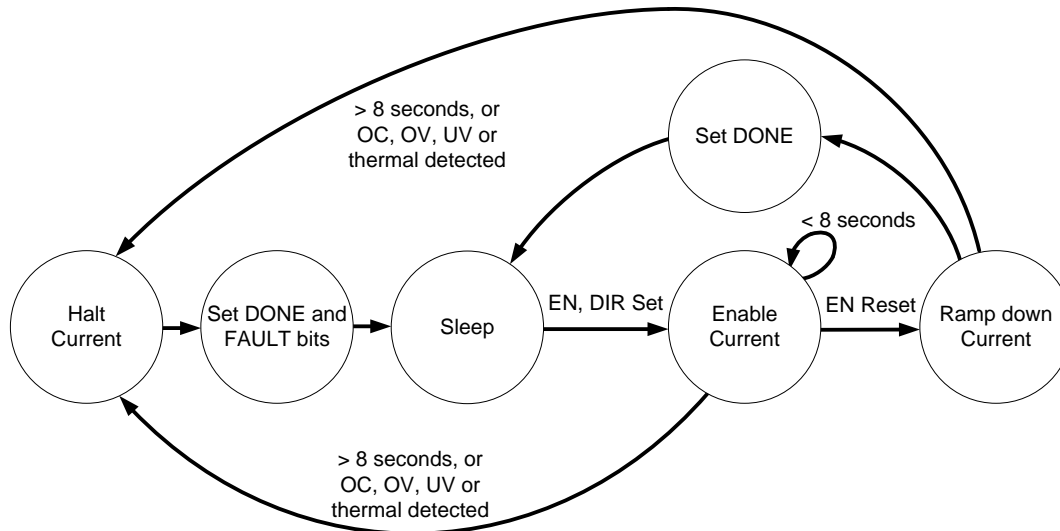 > 8 seconds, or
OC, OV, UV or
thermal detected
Set DONE
< 8 seconds
Halt
Current
Set DONE and
FAULT bits
Sleep
EN, DIR Set
Enable
Current
EN Reset
Ramp down
Current
> 8 seconds, or
OC, OV, UV or
thermal detected